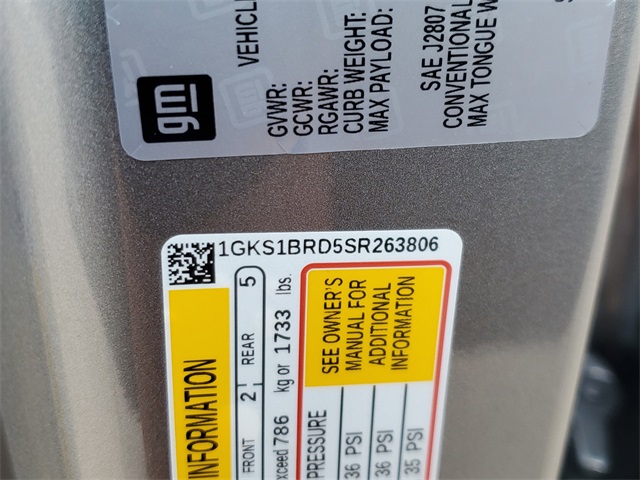 gm
VEHICL
GVWR:
GCWR:
RGAWR:
CURB WEIGHT:
MAX PAYLOAD:
SAE J2807
CONVENTIONAL
MAX TONGUE W
1GKS1BRD5SR263806
INFORMATION
FRONT 2 REAR 5
xceed 786 kg or 1733 lbs.
PRESSURE
36 PSI
36 PSI
35 PSI
SEE OWNER'S
MANUAL FOR
ADDITIONAL
INFORMATION